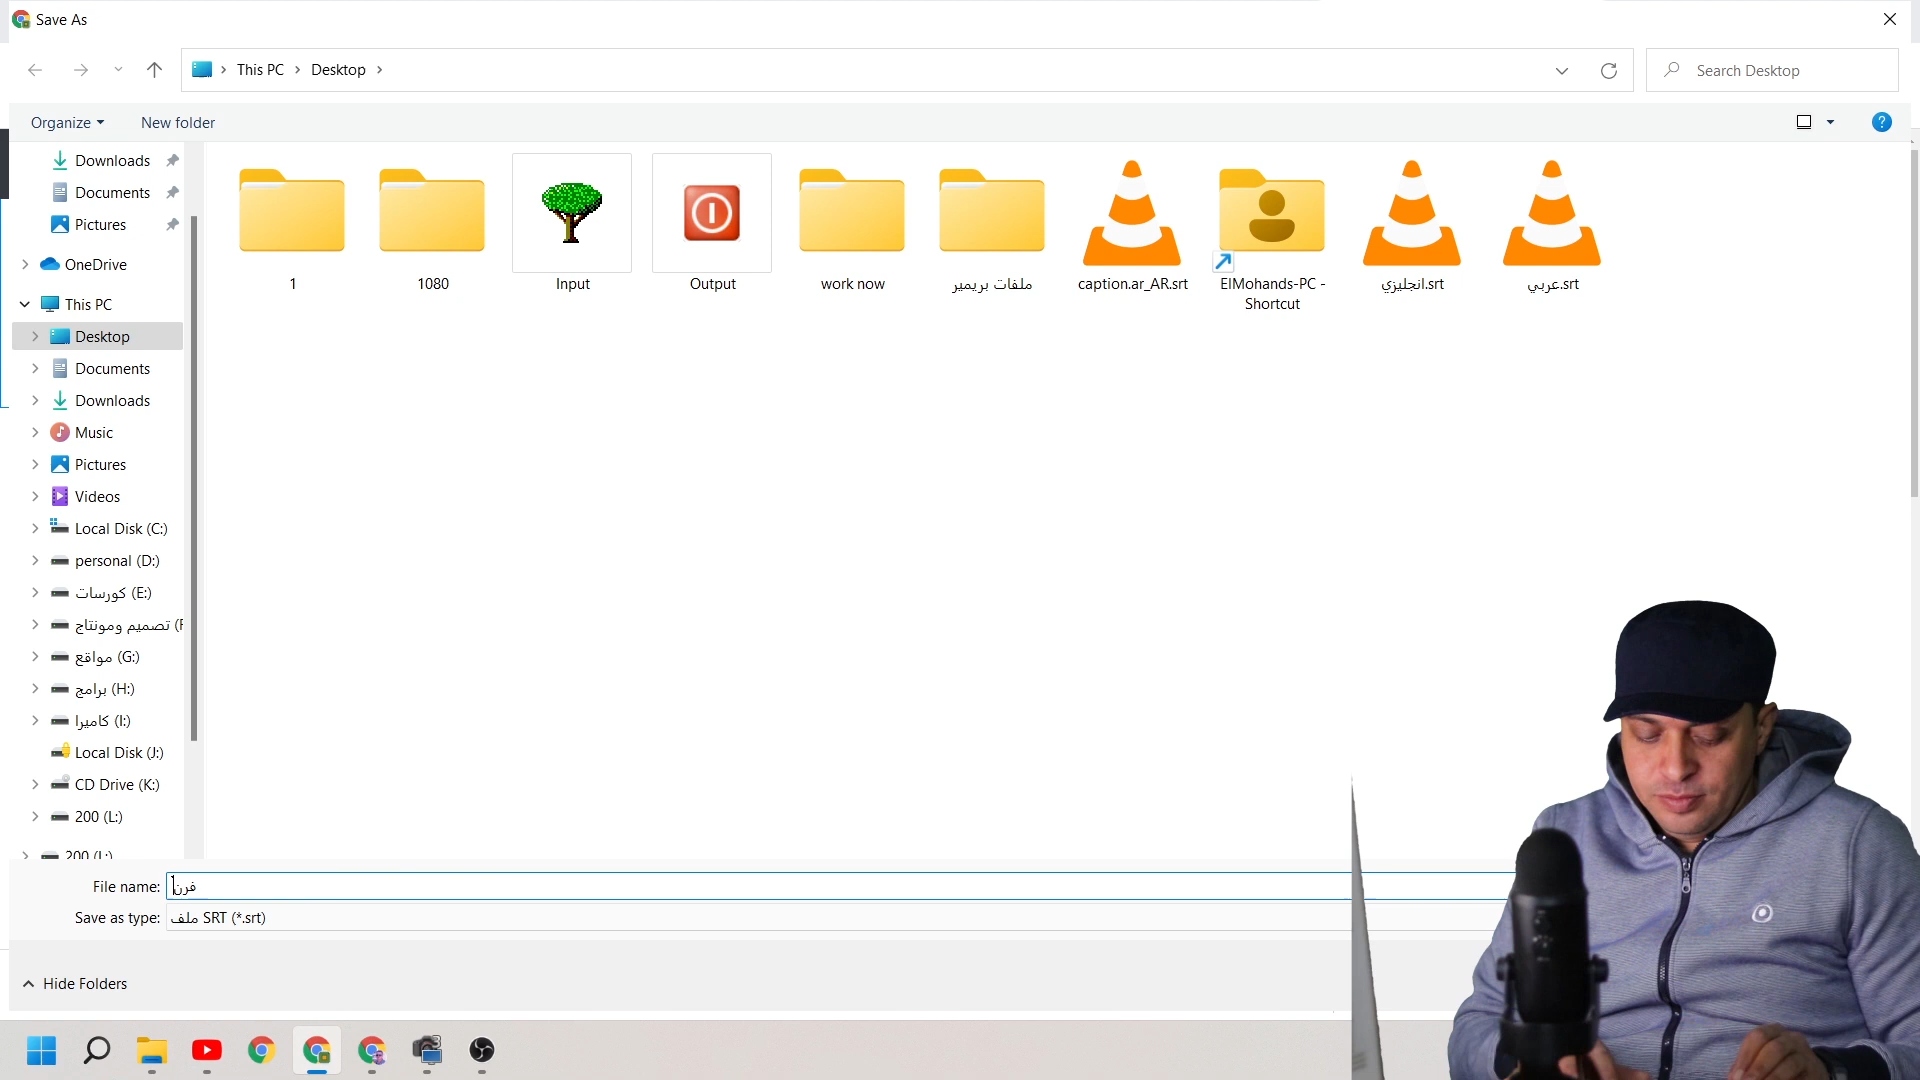 Save As
This PC
Desktop
Search Desktop
Organize
New folder
Downloads
Documents
Pictures
OneDrive
This PC
Desktop
Documents
Downloads
Music
Pictures
Videos
Local Disk (C:)
personal (D:)
كورسات (E:)
تصميم ومونتاج
مواقع (G:)
برامج (H:)
كاميرا (I:)
Local Disk (J:)
CD Drive (K:)
200 (L:)
200 (L:)
1
1080
Input
Output
work now
ملفات بريمير
caption.ar_AR.srt
ElMohands-PC -
Shortcut
انجليزي.srt
عربي.srt
File name: فرن
Save as type: ملف SRT (*.srt)
Hide Folders